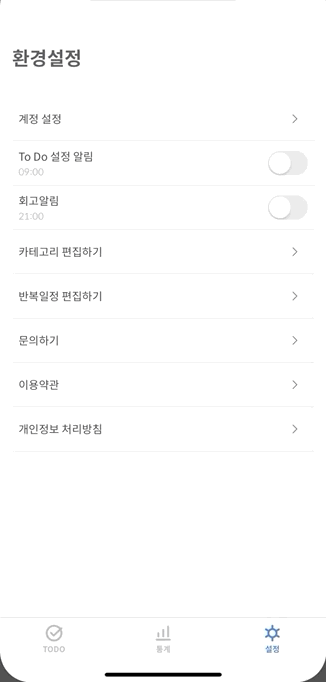 환경설정
계정 설정
To Do 설정 알림
09:00
회고알림
21:00
카테고리 편집하기
반복일정 편집하기
문의하기
이용약관
개인정보 처리방침
TODO
통계
설정